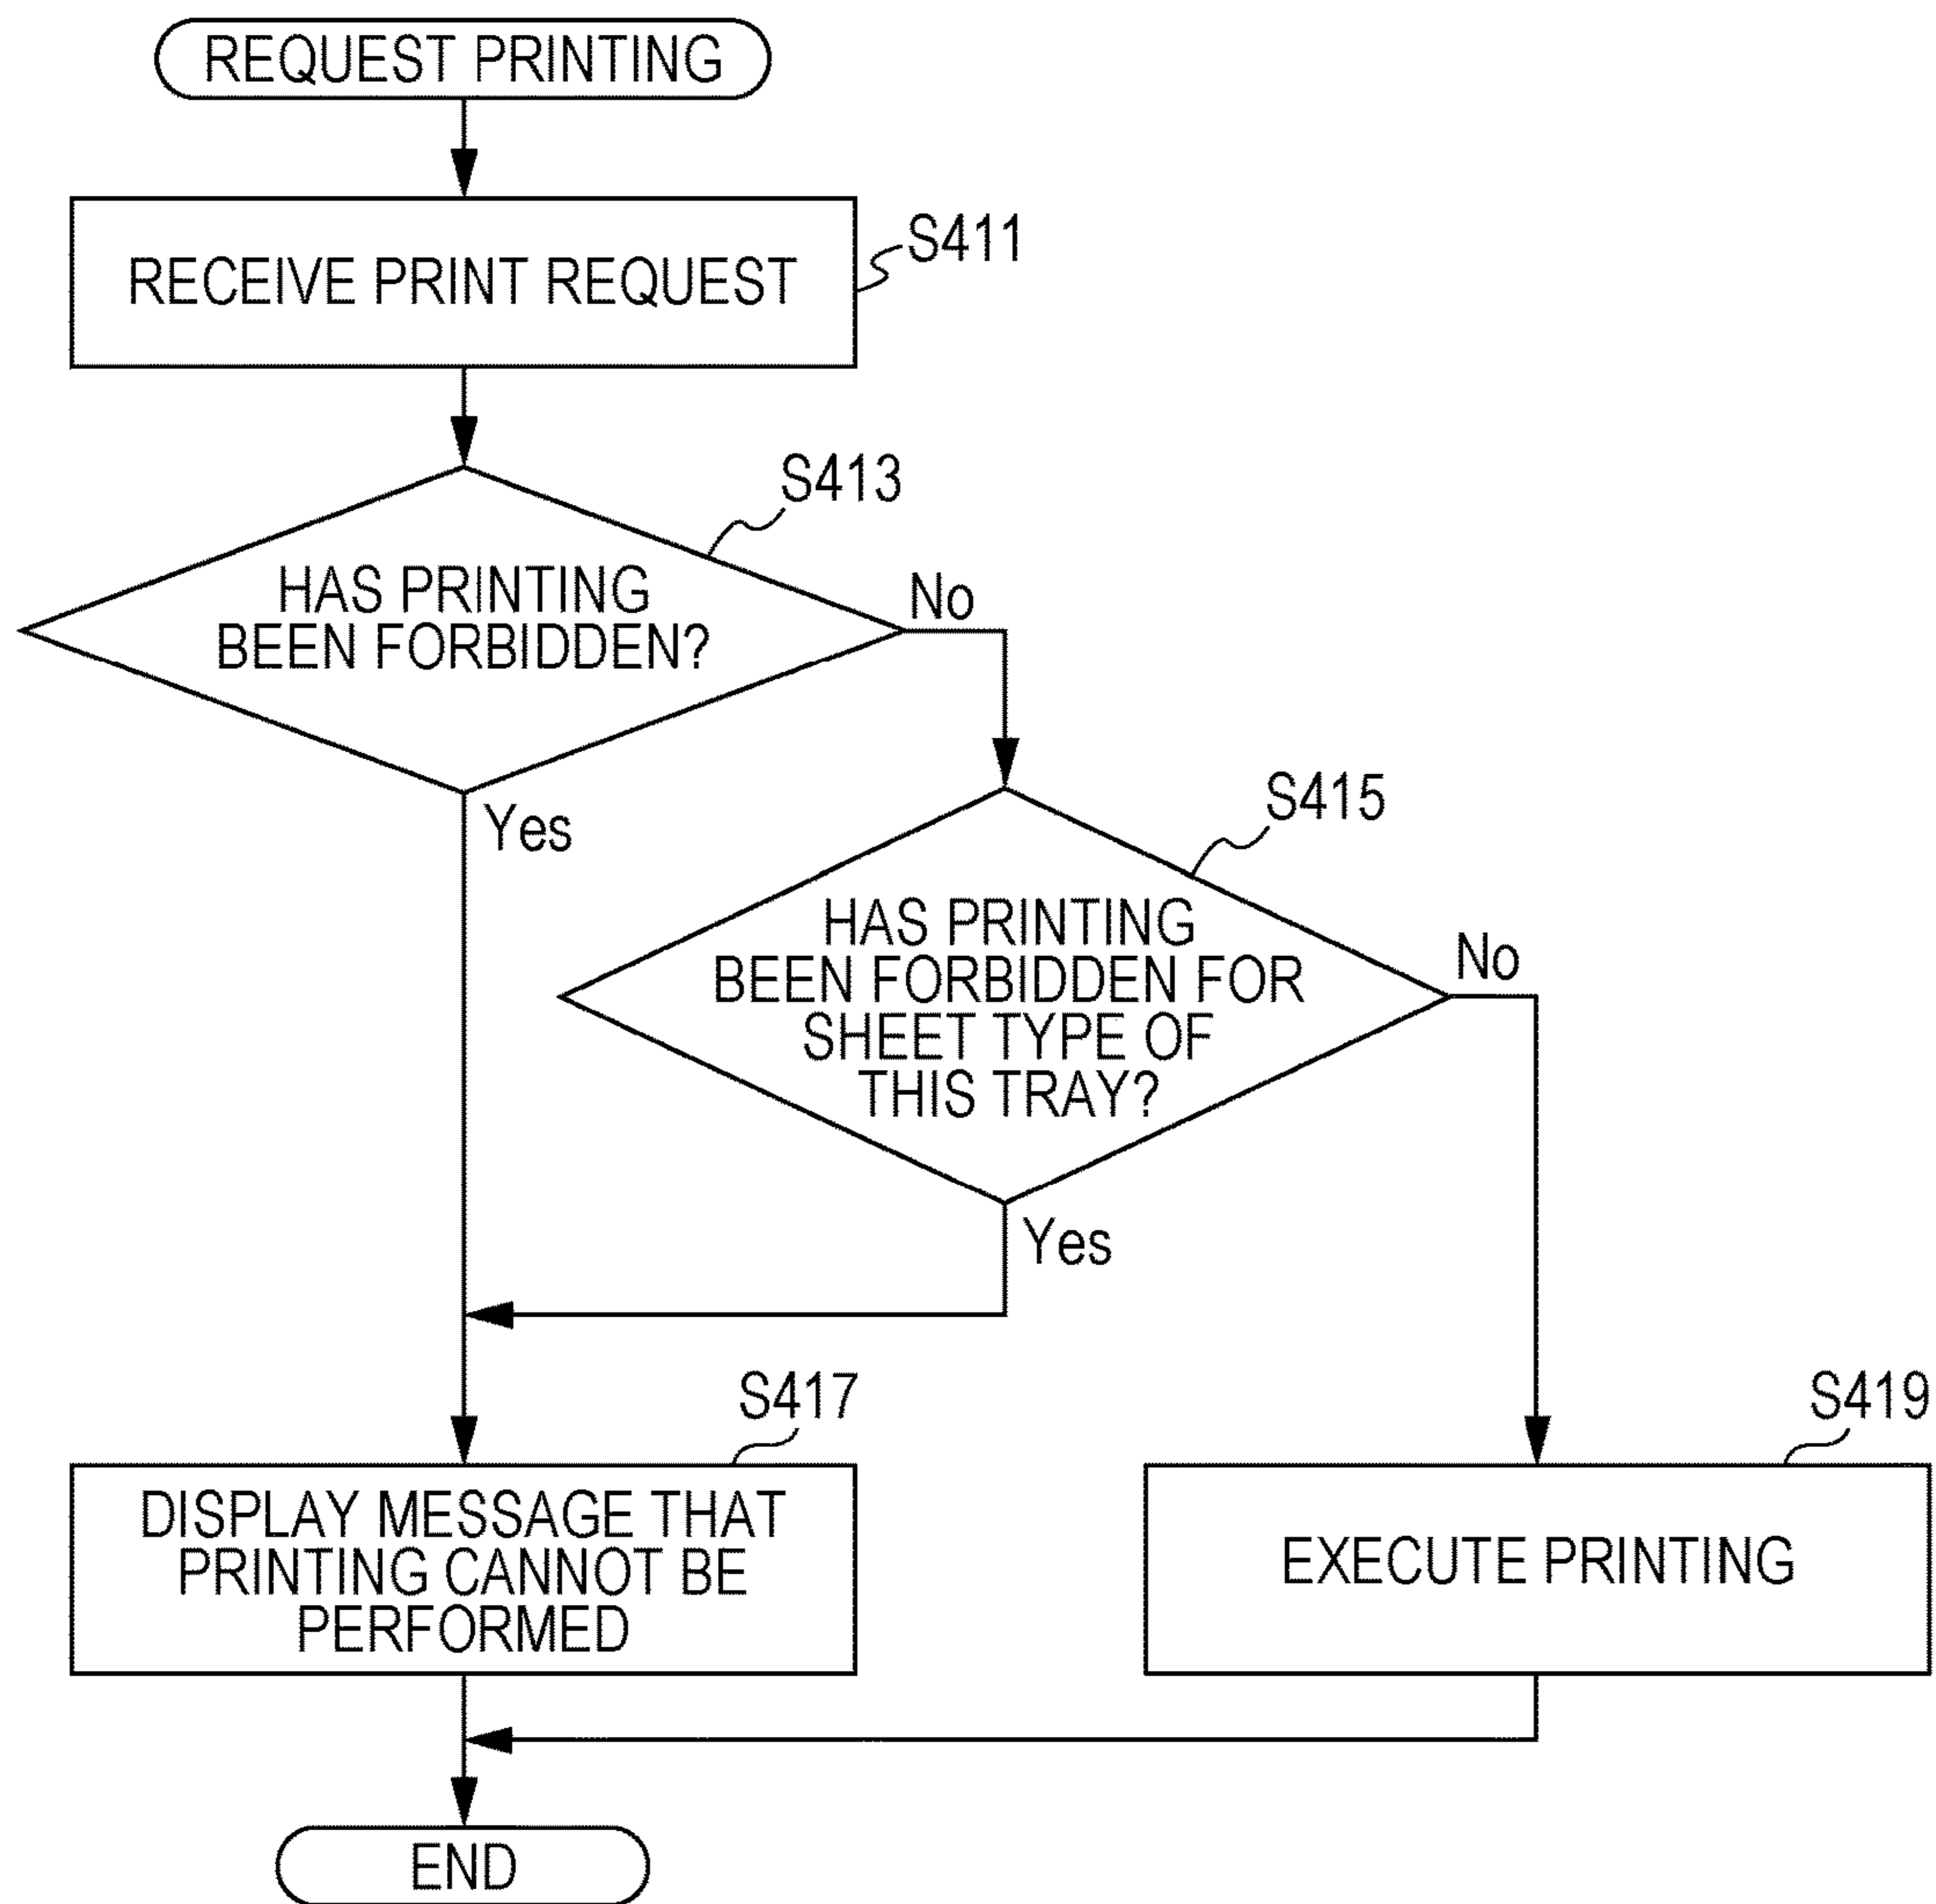 REQUEST PRINTING
RECEIVE PRINT REQUEST
S411
S413
HAS PRINTING
BEEN FORBIDDEN?
No
Yes
S415
HAS PRINTING
BEEN FORBIDDEN FOR
SHEET TYPE OF
THIS TRAY?
No
Yes
S417
DISPLAY MESSAGE THAT
PRINTING CANNOT BE
PERFORMED
S419
EXECUTE PRINTING
END